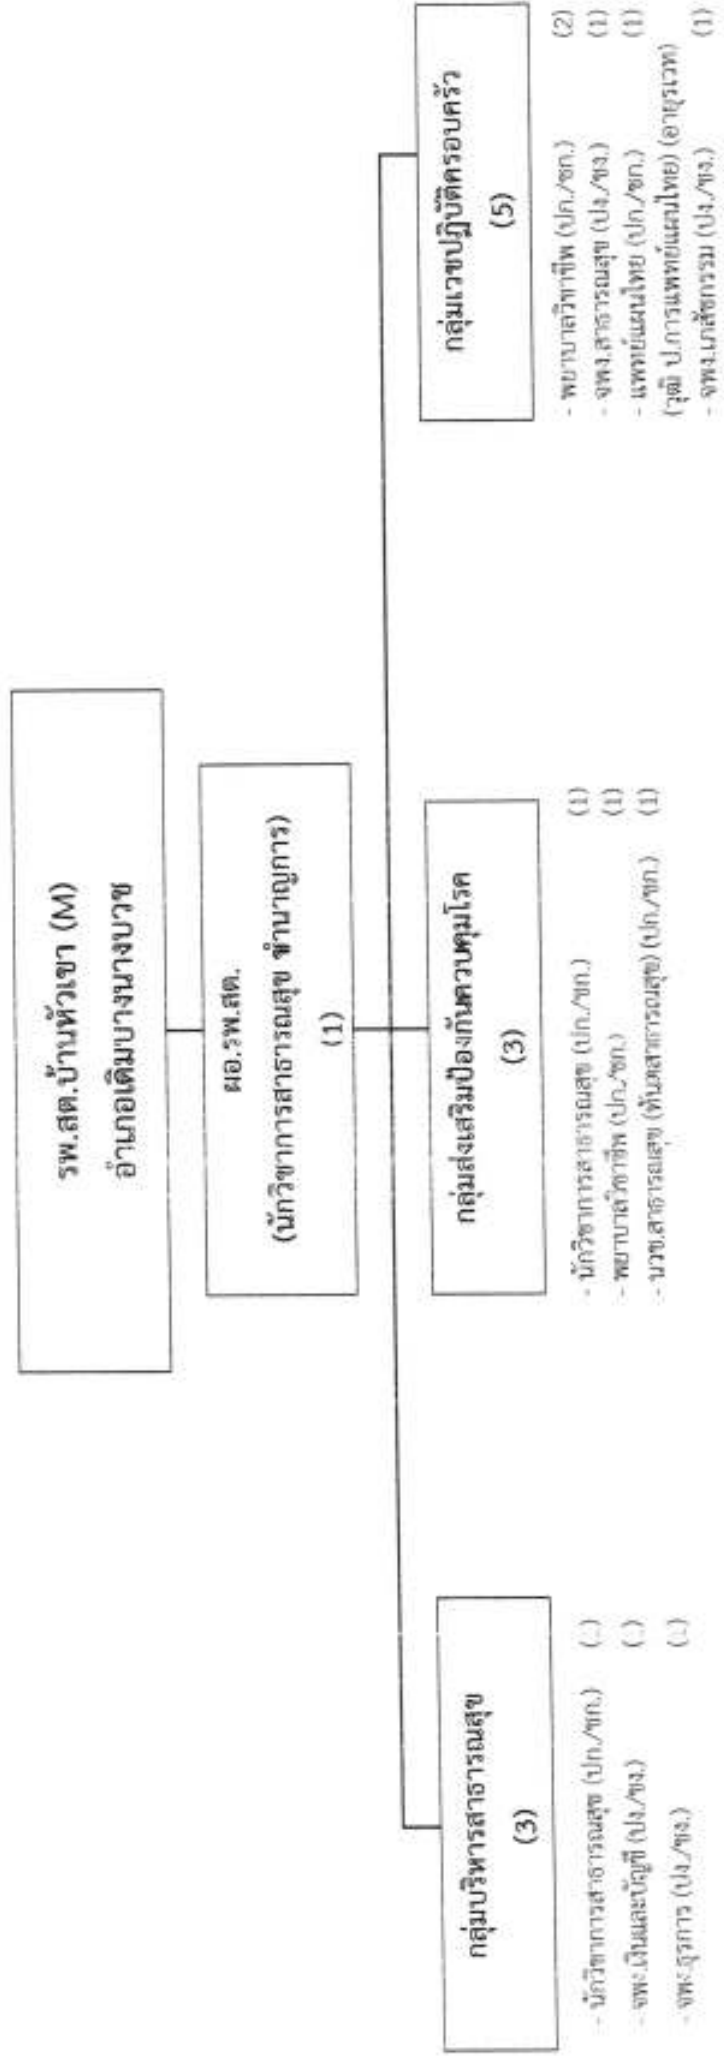 รพ.สต.บ้านหัวเขา (M)
อำเภอเดิมบางนางบวช
ผอ.รพ.สต.
(นักวิชาการสาธารณสุข ชำนาญการ)
(1)
กลุ่มบริหารสาธารณสุข
(3)
- นักวิชาการสาธารณสุข (ปก./ชก.)
- จพง.เงินและบัญชี (ปง./ชง.)
- จพง.ธุรการ (ปง./ชง.)
กลุ่มส่งเสริมป้องกันควบคุมโรค
(3)
- นักวิชาการสาธารณสุข (ปก./ชก.) (1)
- พยาบาลวิชาชีพ (ปก./ชก.) (1)
- นวช.สาธารณสุข (ทันตสาธารณสุข) (ปก./ชก.) (1)
กลุ่มเวชปฏิบัติครอบครัว
(5)
- พยาบาลวิชาชีพ (ปก./ชก.) (2)
- จพง.สาธารณสุข (ปง./ชง.) (1)
- แพทย์แผนไทย (ปก./ชก.) (1)
(วุฒิ ป.การแพทย์แผนไทย) (อายุรเวท)
- จพง.เภสัชกรรม (ปง./ชง.) (1)